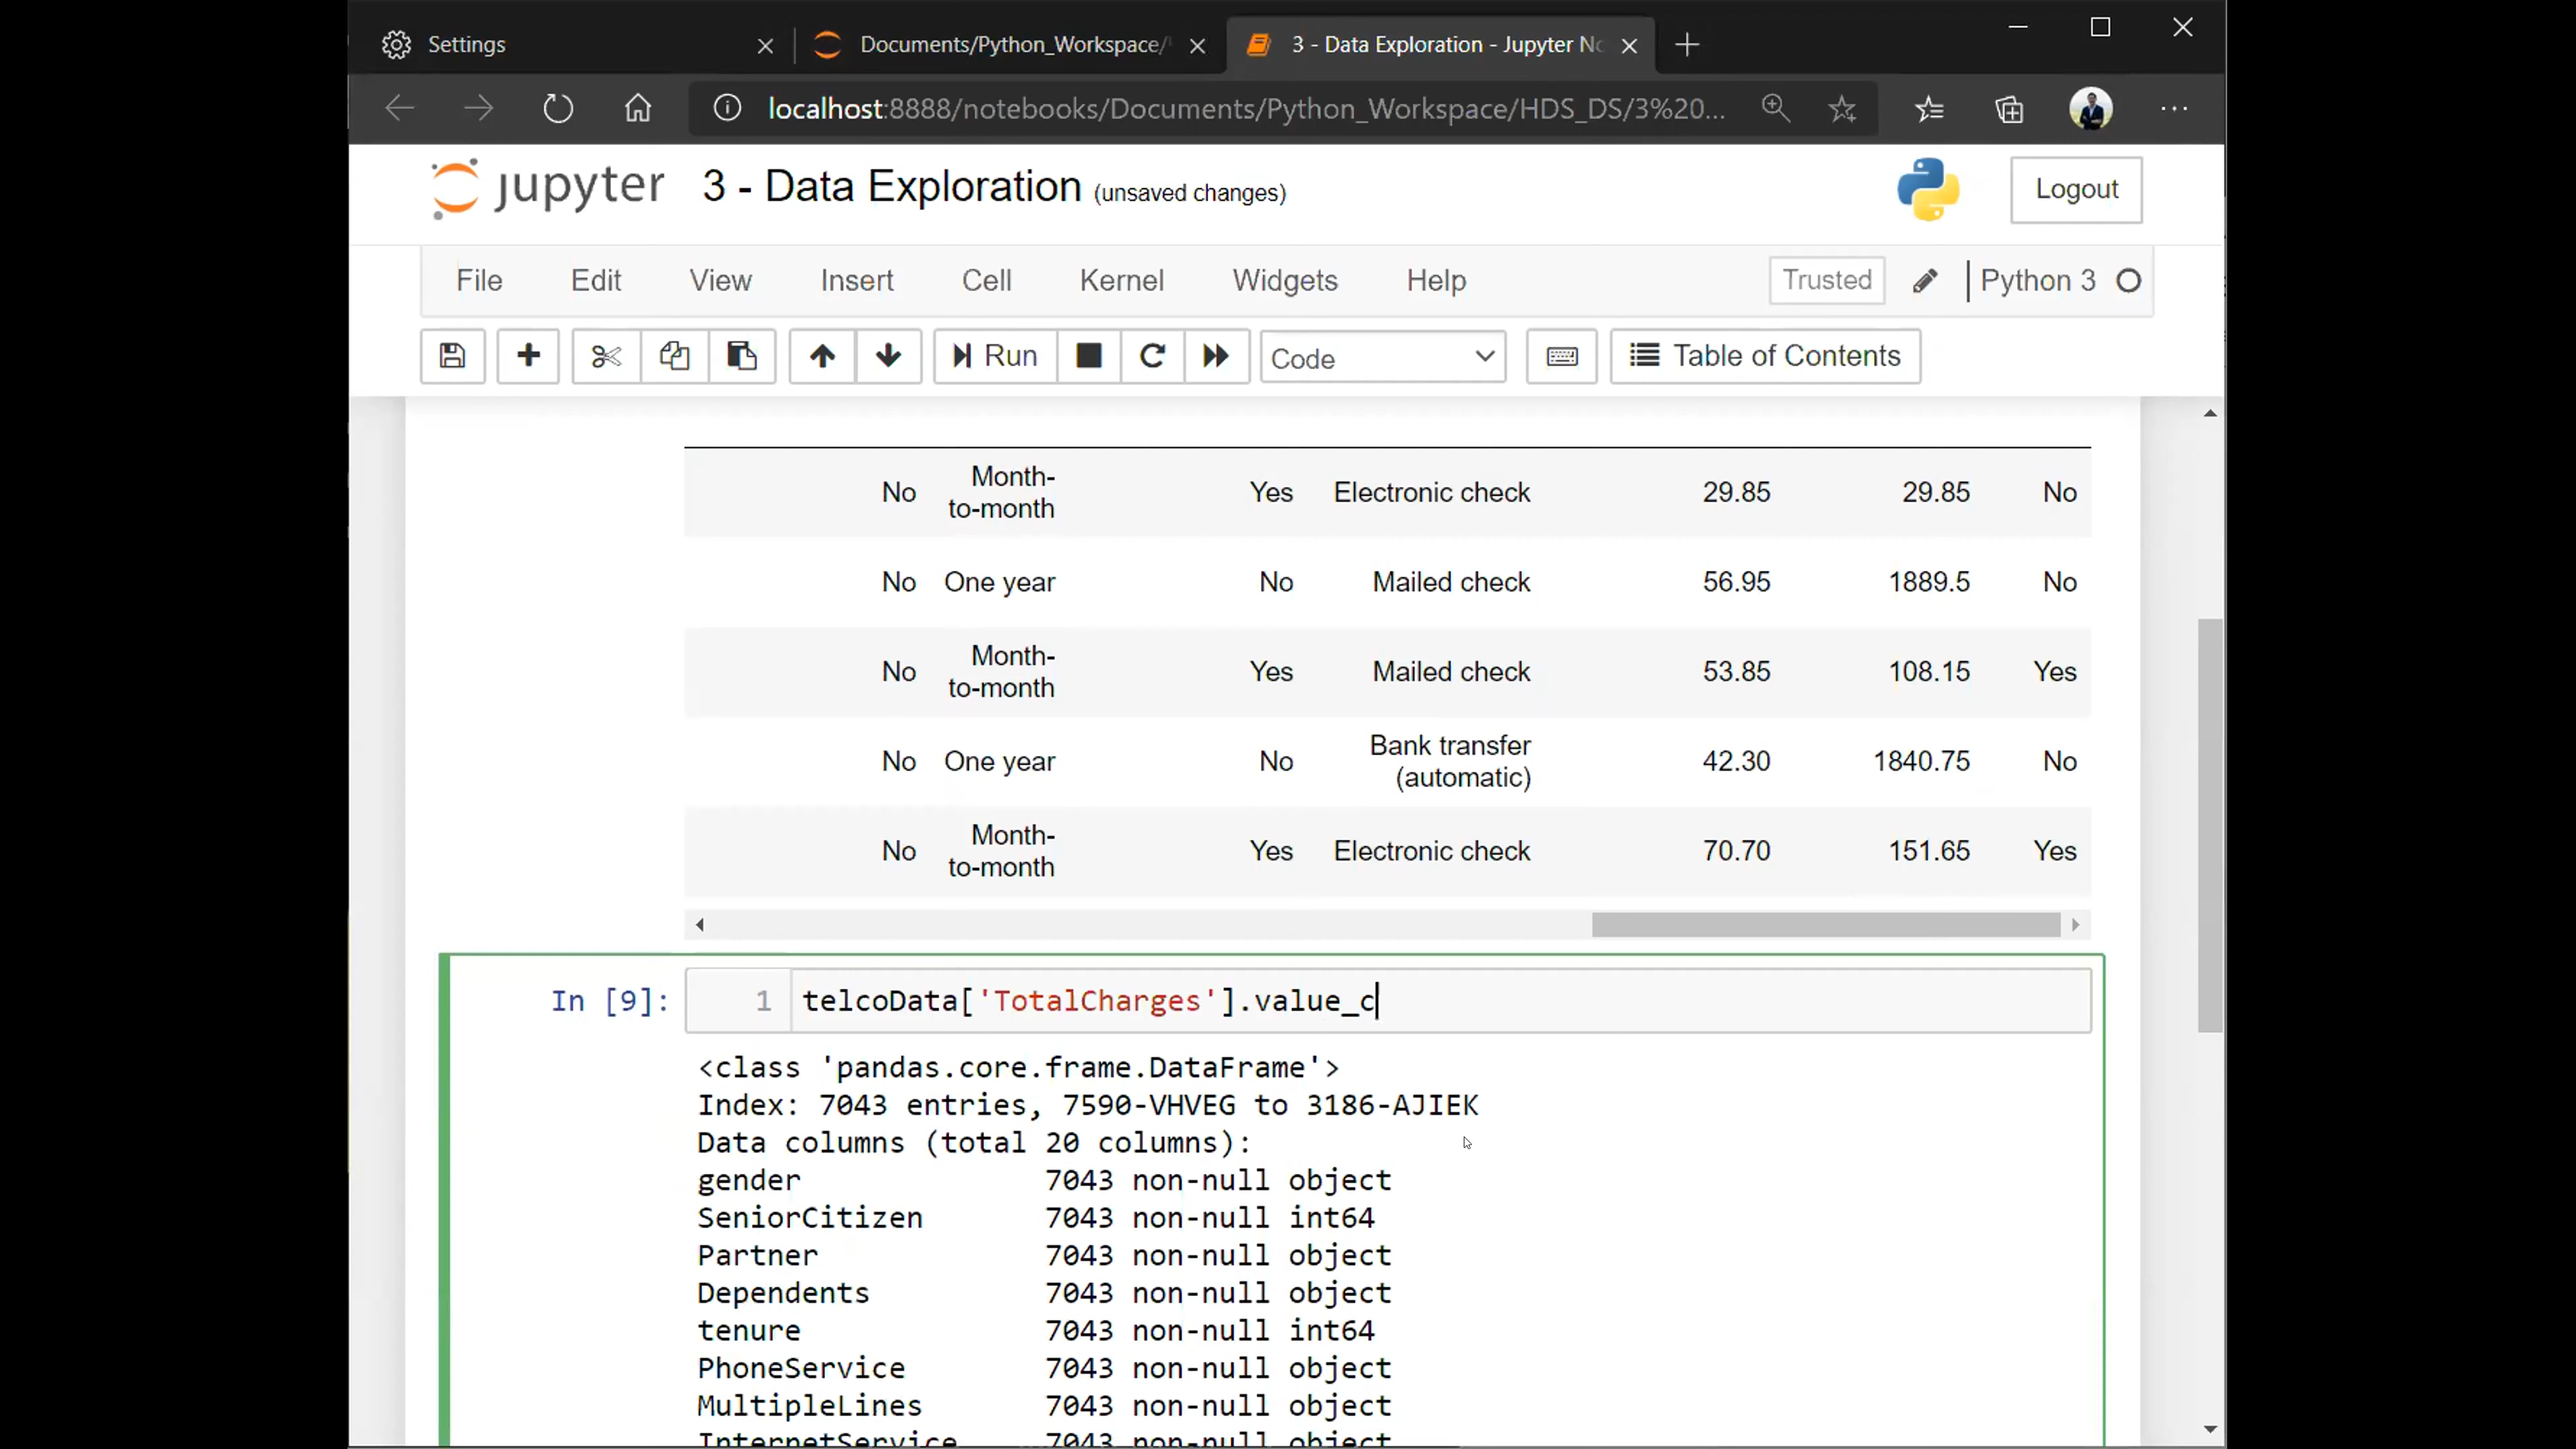 Settings
Documents/Python_Workspace/
3 - Data Exploration - Jupyter No
localhost:8888/notebooks/Documents/Python_Workspace/HDS_DS/3%20...
jupyter 3 - Data Exploration (unsaved changes)
Logout
File Edit View Insert Cell Kernel Widgets Help Trusted Python 3
Run Code Table of Contents
No Month-to-month Yes Electronic check 29.85 29.85 No
No One year No Mailed check 56.95 1889.5 No
No Month-to-month Yes Mailed check 53.85 108.15 Yes
No One year No Bank transfer (automatic) 42.30 1840.75 No
No Month-to-month Yes Electronic check 70.70 151.65 Yes
In [9]: 1 telcoData['TotalCharges'].value_c
<class 'pandas.core.frame.DataFrame'>
Index: 7043 entries, 7590-VHVEG to 3186-AJIEK
Data columns (total 20 columns):
gender 7043 non-null object
SeniorCitizen 7043 non-null int64
Partner 7043 non-null object
Dependents 7043 non-null object
tenure 7043 non-null int64
PhoneService 7043 non-null object
MultipleLines 7043 non-null object
InternetService 7043 non-null object